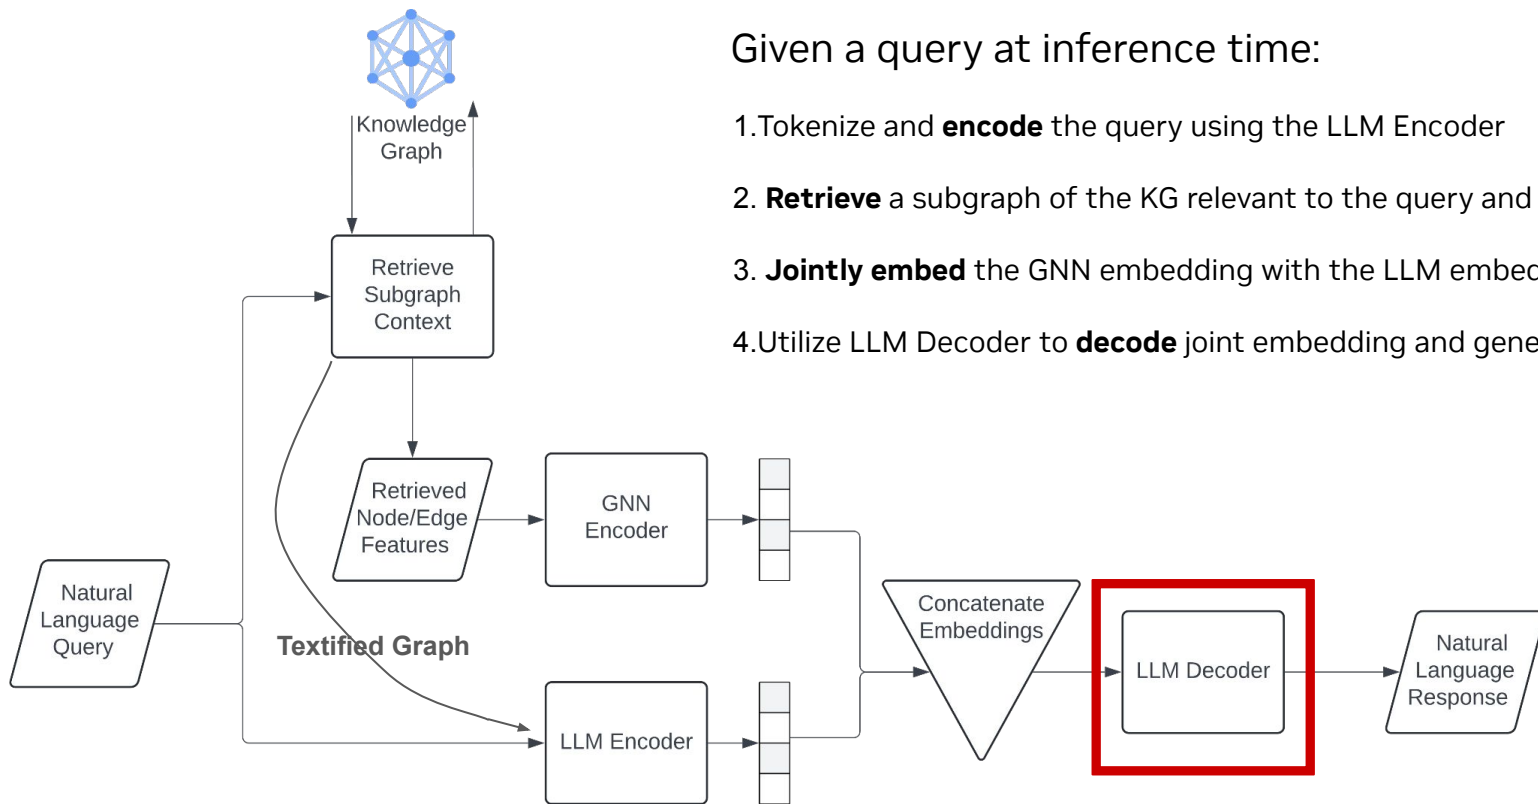 Given a query at inference time:
1.Tokenize and encode the query using the LLM Encoder
2. Retrieve a subgraph of the KG relevant to the query and
3. Jointly embed the GNN embedding with the LLM
4.Utilize LLM Decoder to decode joint embedding and
Knowledge
Graph
Retrieve
Subgraph
Context
Retrieved
Node/Edge
Features
GNN
Encoder
Natural
Language
Query
Textified Graph
LLM Encoder
Concatenate
Embeddings
LLM Decoder
Natural
Language
Response